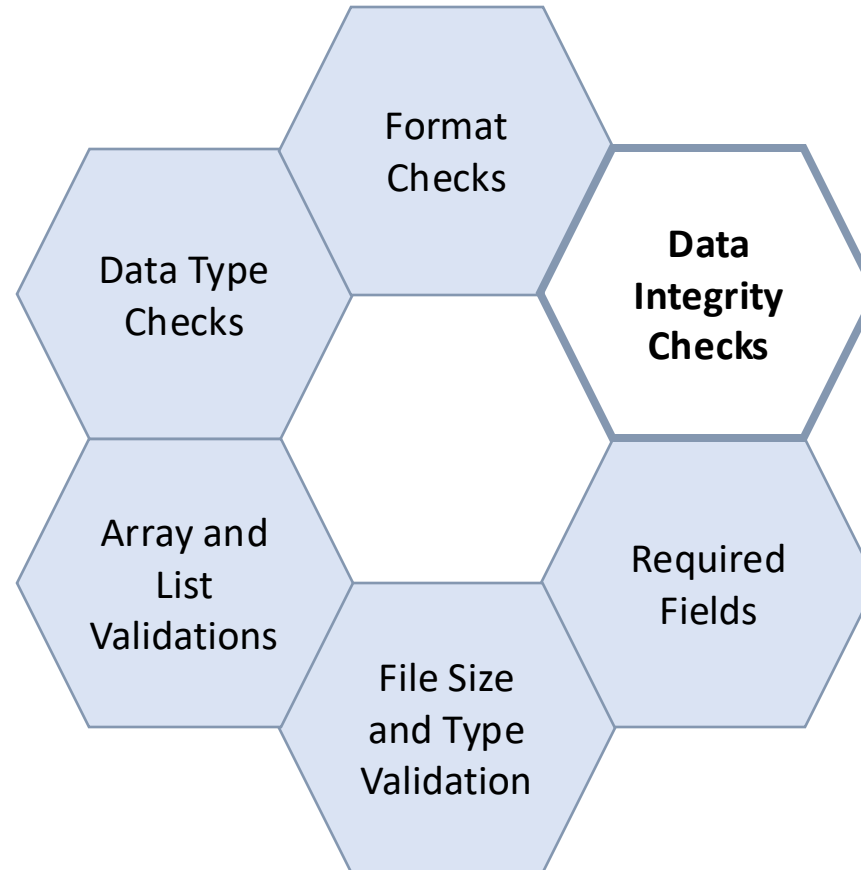 Format
Checks
Data
Integrity
Checks
Data Type
Checks
Array and
List
Validations
Required
Fields
File Size
and Type
Validation